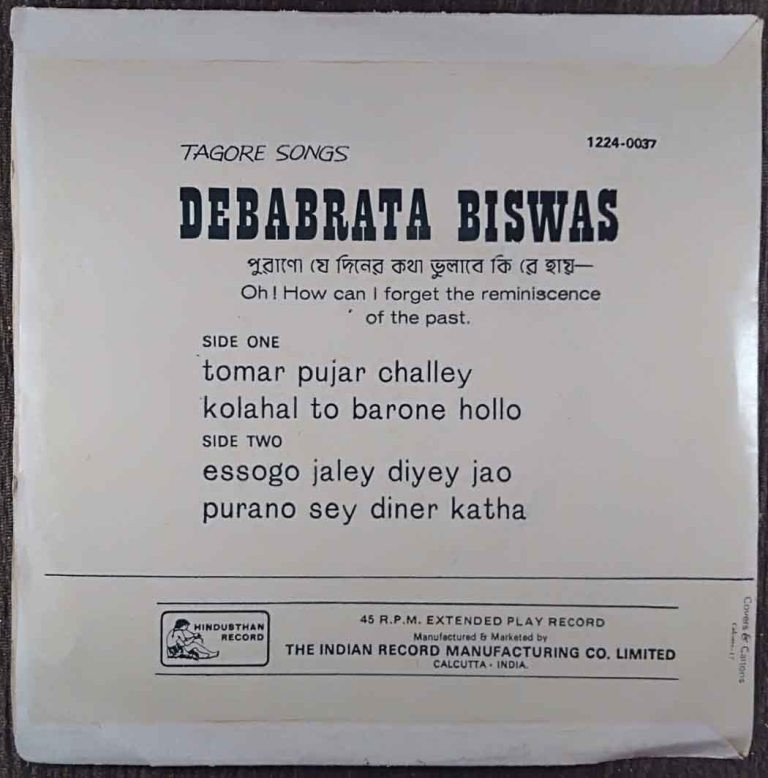 TAGORE SONGS
1224-0037
DEBABRATA BISWAS
পুরাণো যে দিনের কথা ভুলাবে কি রে হায়—
Oh! How can I forget the reminiscence
of the past.
SIDE ONE
tomar pujar challey
kolahal to barone hollo
SIDE TWO
essogo jaley diyey jao
purano sey diner katha
HINDUSTHAN
RECORD
45 R.P.M. EXTENDED PLAY RECORD
Manufactured & Marketed by
THE INDIAN RECORD MANUFACTURING CO. LIMITED
CALCUTTA - INDIA.
Covers & Cartons